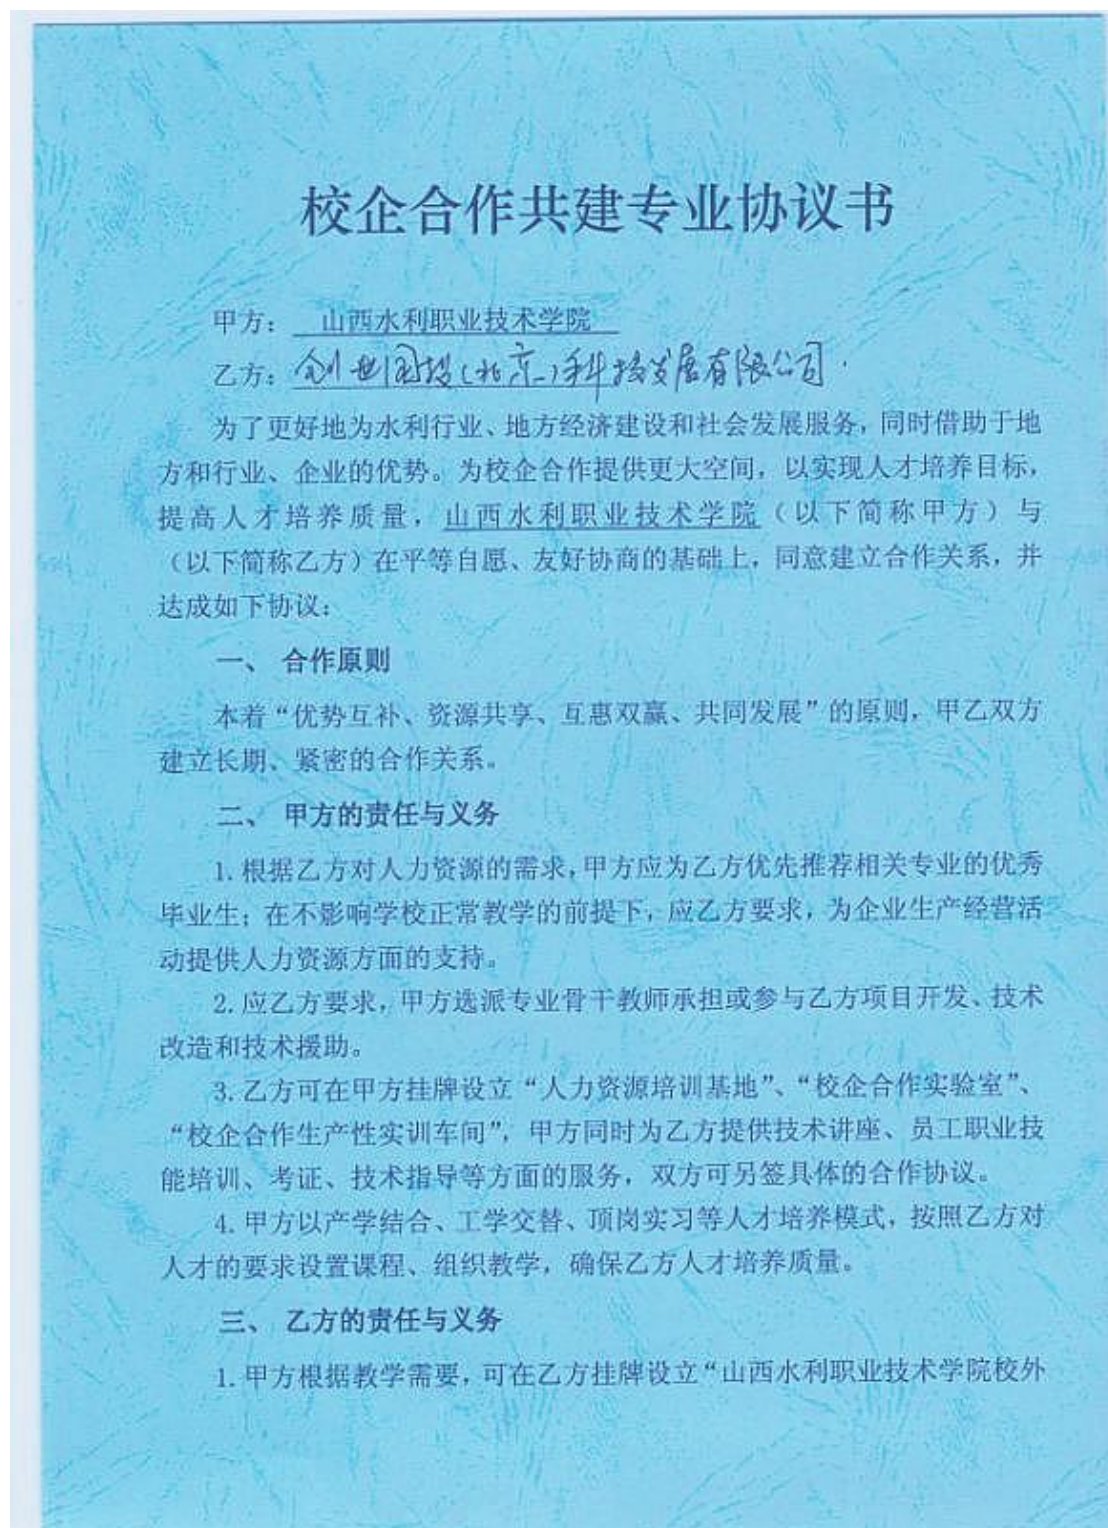 校企合作共建专业协议书
甲方：山西水利职业技术学院
乙方：创世国投（北京）科技发展有限公司
为了更好地为水利行业、地方经济建设和社会发展服务，同时借助于地
方和行业、企业的优势。为校企合作提供更大空间，以实现人才培养目标，
提高人才培养质量，山西水利职业技术学院（以下简称甲方）与
（以下简称乙方）在平等自愿、友好协商的基础上，同意建立合作关系，并
达成如下协议：
一、 合作原则
本着“优势互补、资源共享、互惠双赢、共同发展”的原则，甲乙双方
建立长期、紧密的合作关系。
二、 甲方的责任与义务
1.根据乙方对人力资源的需求,甲方应为乙方优先推荐相关专业的优秀
毕业生；在不影响学校正常教学的前提下，应乙方要求，为企业生产经营活
动提供人力资源方面的支持。
2.应乙方要求，甲方选派专业骨干教师承担或参与乙方项目开发、技术
改造和技术援助。
3.乙方可在甲方挂牌设立“人力资源培训基地”、“校企合作实验室”、
“校企合作生产性实训车间”，甲方同时为乙方提供技术讲座、员工职业技
能培训、考证、技术指导等方面的服务，双方可另签具体的合作协议。
4.甲方以产学结合、工学交替、顶岗实习等人才培养模式，按照乙方对
人才的要求设置课程、组织教学，确保乙方人才培养质量。
三、 乙方的责任与义务
1.甲方根据教学需要，可在乙方挂牌设立“山西水利职业技术学院校外